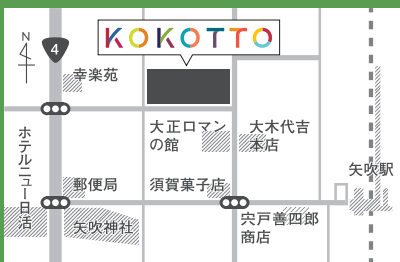 KOKOTTO
N
4
幸楽苑
大正ロマン
の館
大木代吉
本店
ホテルニュー日活
矢吹駅
郵便局
須賀菓子店
矢吹神社
宍戸善四郎
商店